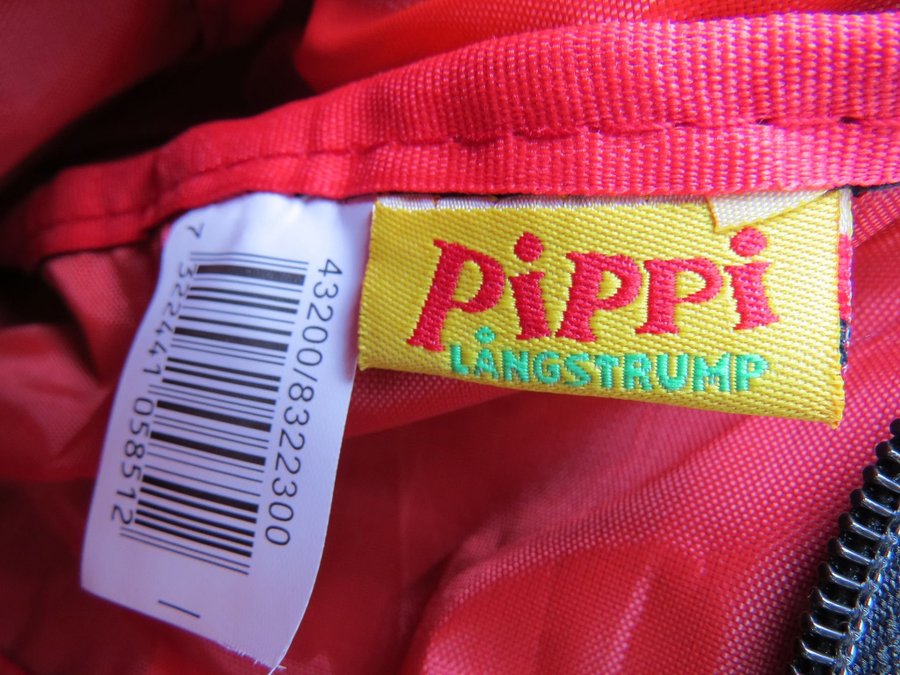 43200/8322300
7 322441 058512
PiPPi
LÅNGSTRUMP